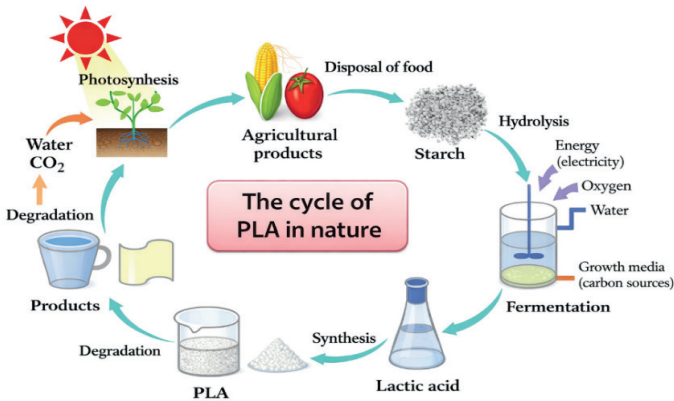 Photosynhesis
Agricultural
products
Disposal of food
Starch
Hydrolysis
Energy
(electricity)
Oxygen
Water
Growth media
(carbon sources)
Fermentation
Lactic acid
Synthesis
PLA
Degradation
Products
Degradation
Water
CO2
The cycle of
PLA in nature